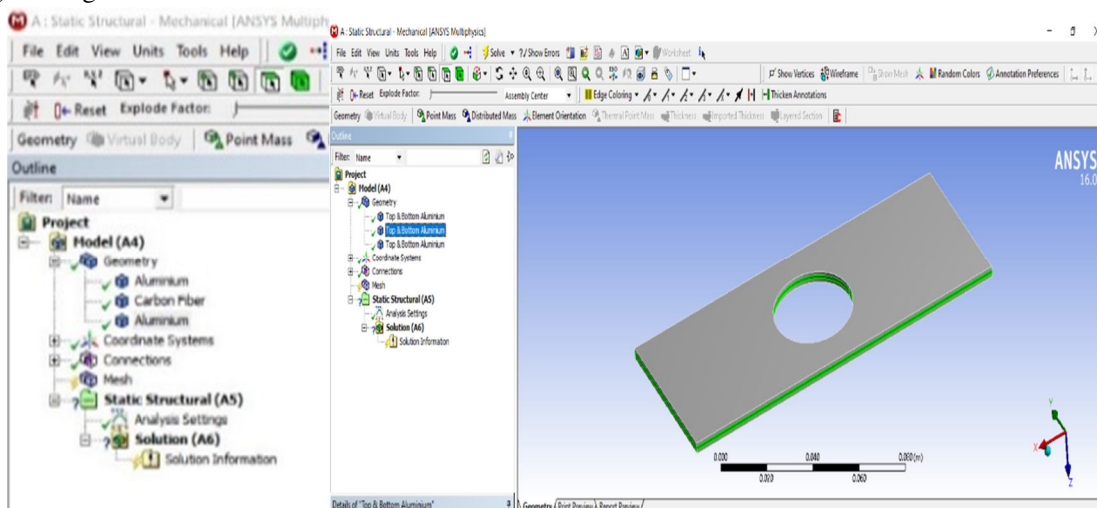 A : Static Structural - Mechanical [ANSYS Multiph
File Edit View Units Tools Help
Reset Explode Factor:
Geometry Virtual Body Point Mass
Outline
Filter: Name
Project
Model (A4)
Geometry
Aluminium
Carbon Fiber
Aluminium
Coordinate Systems
Connections
Mesh
Static Structural (A5)
Analysis Settings
Solution (A6)
Solution Information
A : Static Structural - Mechanical [ANSYS Multiphysics]
File Edit View Units Tools Help Solve ?/ Show Errors Worksheet
Show Vertices Wireframe Show Mesh Random Colors Annotation Preferences
Reset Explode Factor: Assembly Center Edge Coloring Thicken Annotations
Geometry Virtual Body Point Mass Distributed Mass Element Orientation Thermal Point Mass Thickness Imported Thickness Layered Section
Outline
Filter: Name
Project
Model (A4)
Geometry
Top & Bottom Aluminium
Top & Bottom Aluminium
Top & Bottom Aluminium
Coordinate Systems
Connections
Mesh
Static Structural (A5)
Analysis Settings
Solution (A6)
Solution Information
Details of "Top & Bottom Aluminium"
ANSYS
16.0
Y
X
Z
0.000 0.040 0.080 (m)
0.020 0.060
Geometry Print Preview Report Preview